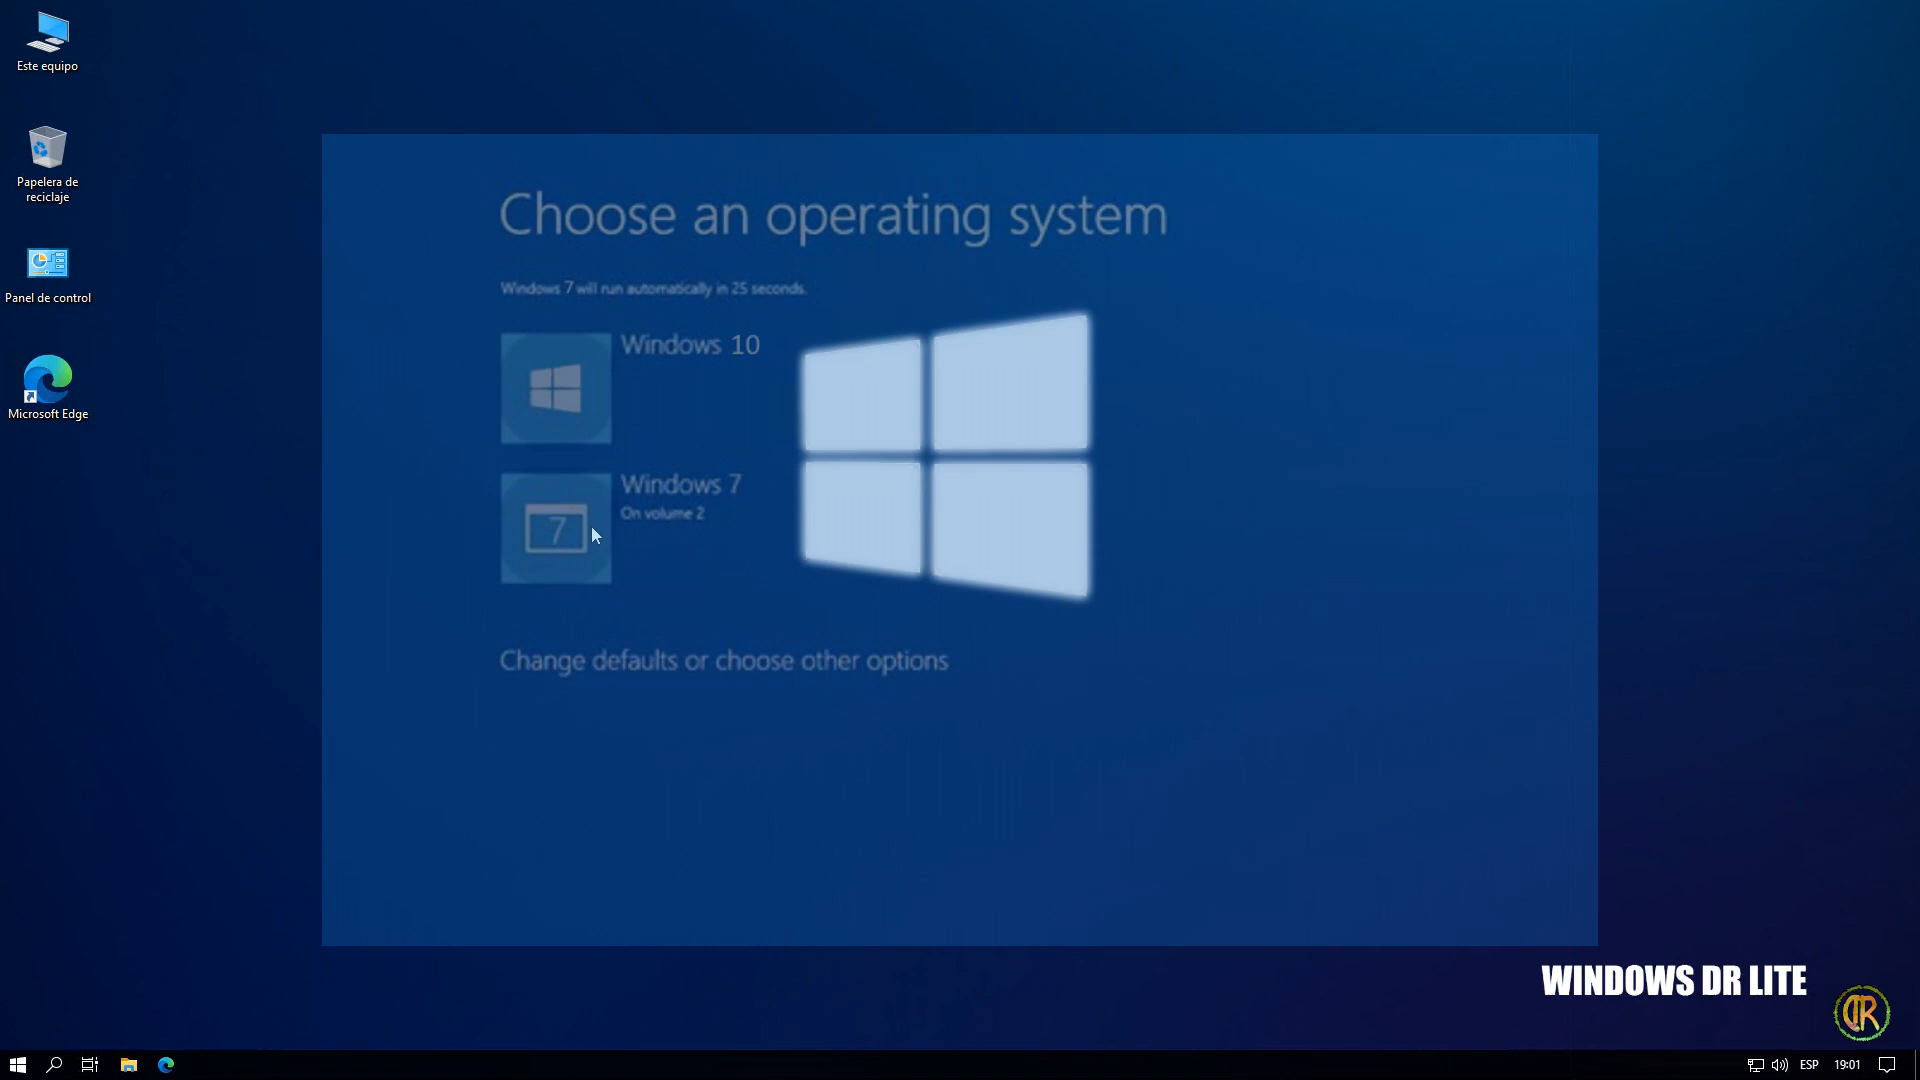 Este equipo
Papelera de
reciclaje
Panel de control
Microsoft Edge
Choose an operating system
Windows 7 will run automatically in 25 seconds.
Windows 10
Windows 7
On volume 2
7
Change defaults or choose other options
WINDOWS DR LITE
DR
ESP
19:01